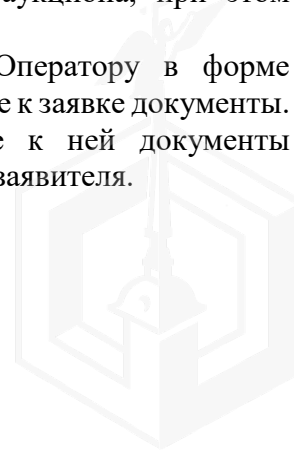 аукциона, при этом
Оператору в форме
е к заявке документы.
е к ней документы
заявителя.